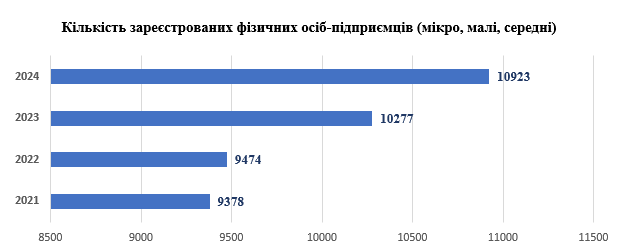 Кількість зареєстрованих фізичних осіб-підприємців (мікро, малі, середні)
2024 10923
2023 10277
2022 9474
2021 9378
8500 9000 9500 10000 10500 11000 11500